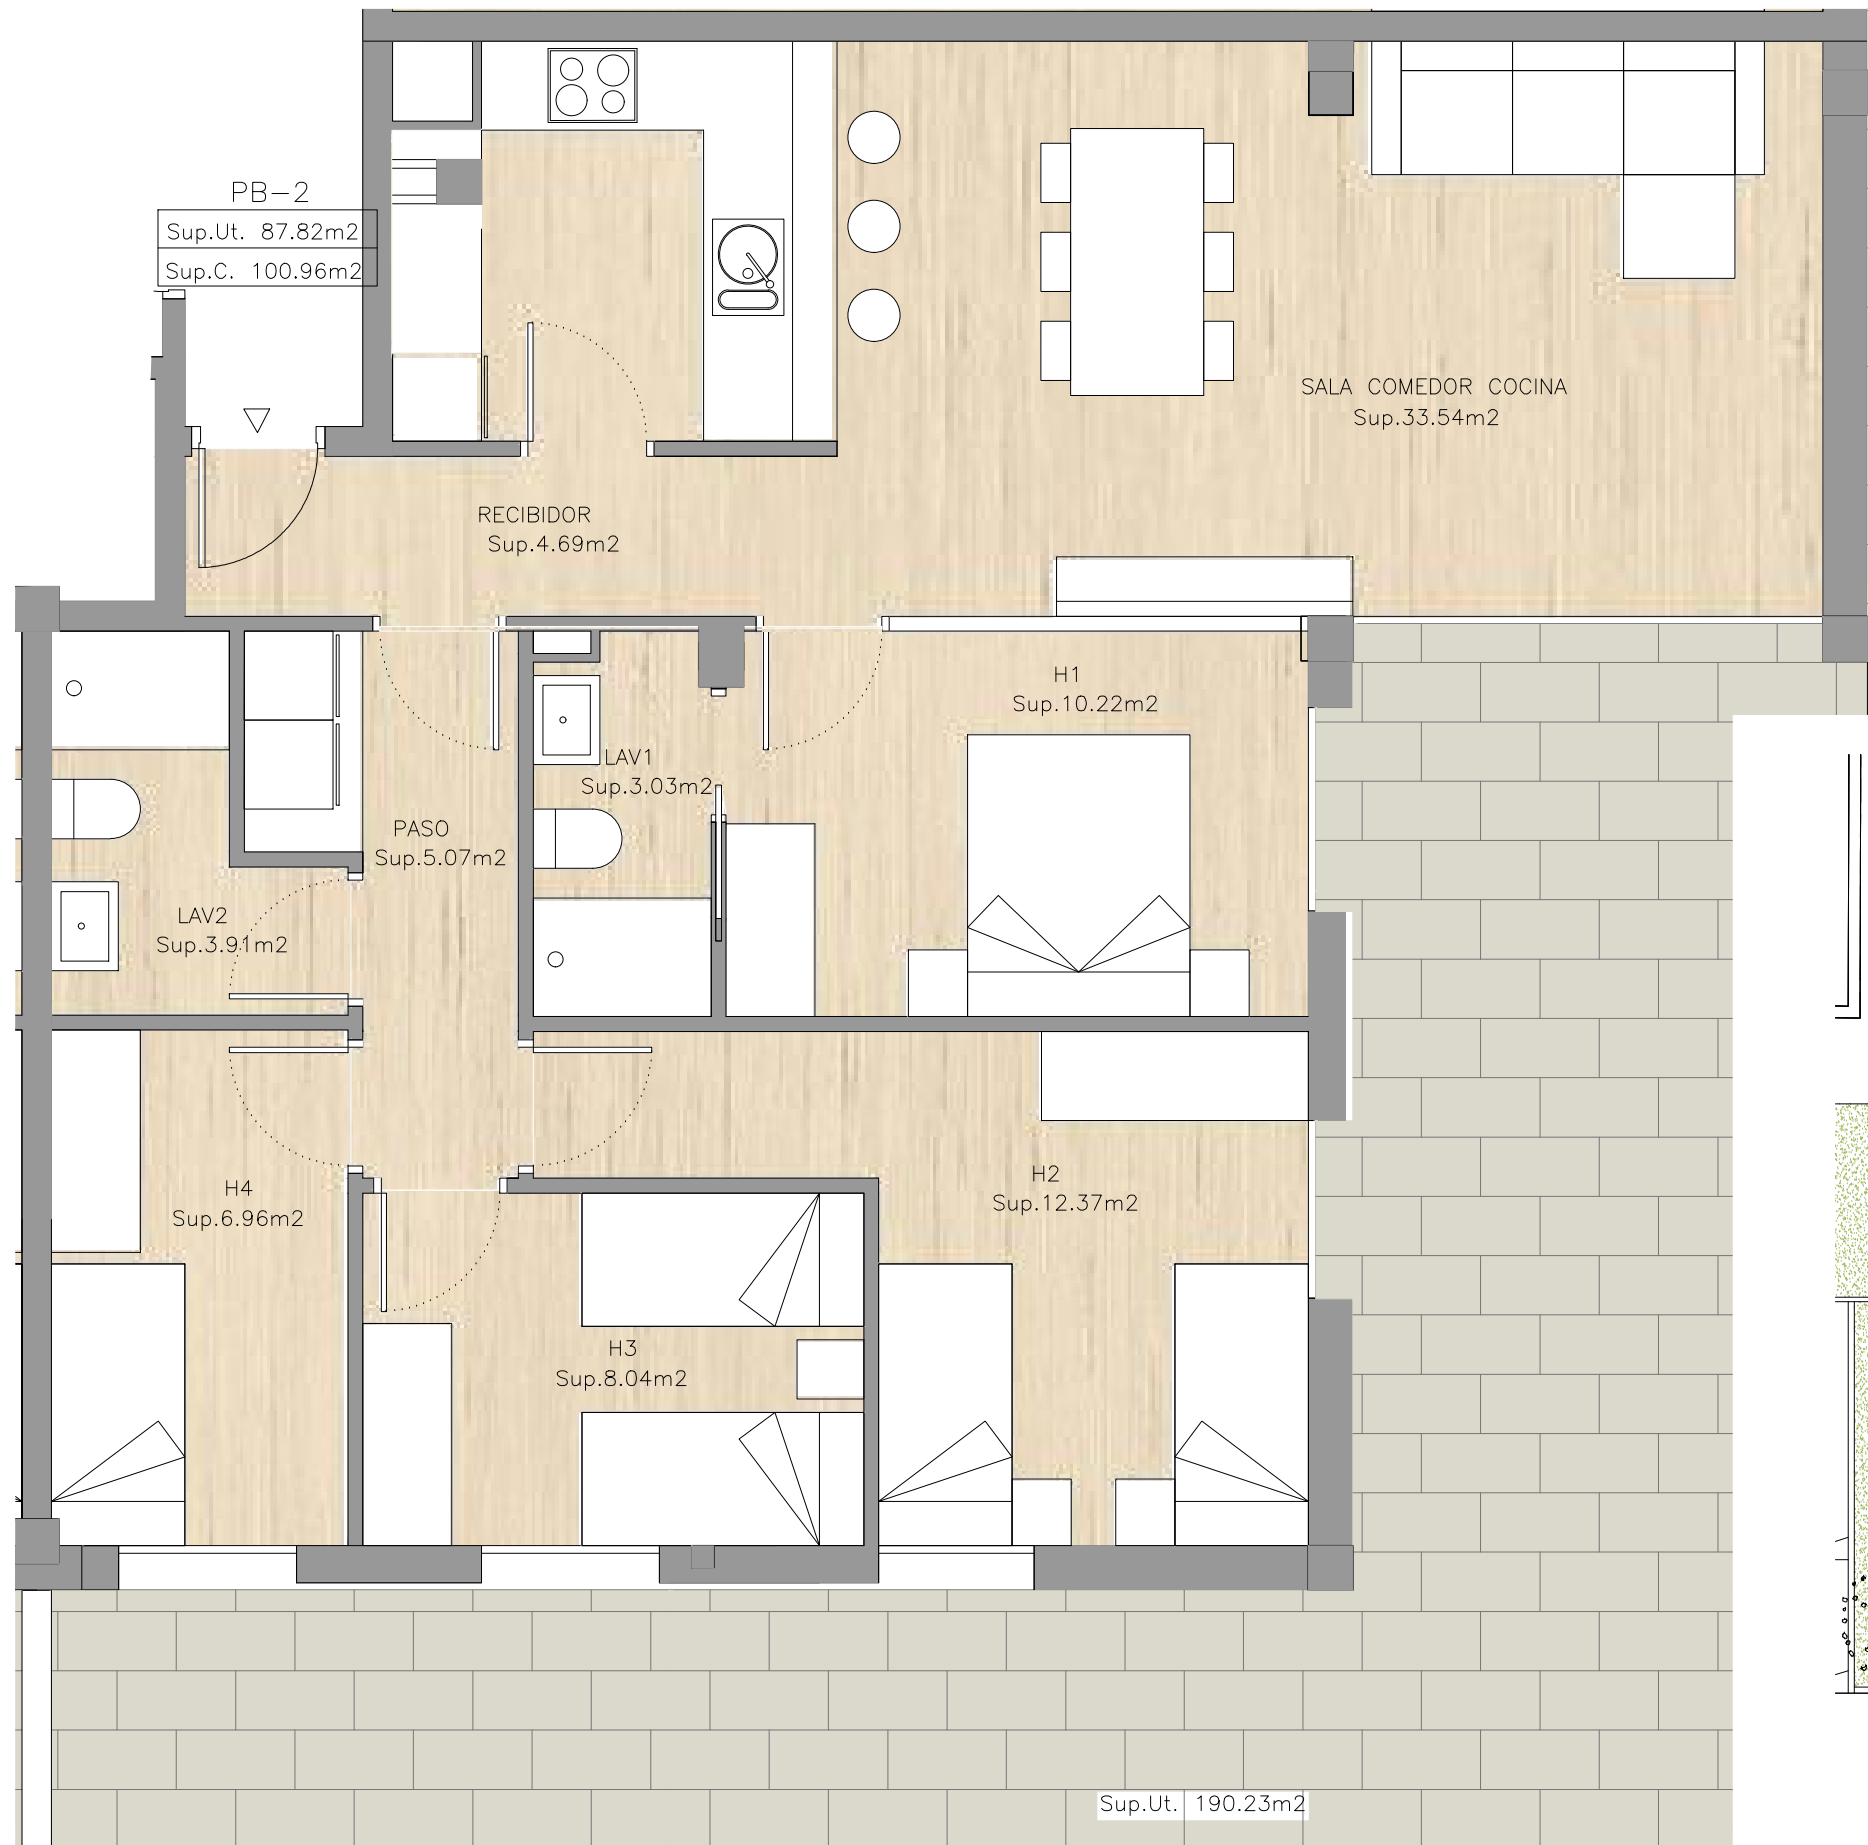 PB-2
Sup.Ut. 87.82m2
Sup.C. 100.96m2
SALA COMEDOR COCINA
Sup.33.54m2
RECIBIDOR
Sup.4.69m2
H1
Sup.10.22m2
LAV1
Sup.3.03m2
PASO
Sup.5.07m2
LAV2
Sup.3.91m2
H2
Sup.12.37m2
H4
Sup.6.96m2
H3
Sup.8.04m2
Sup.Ut. 190.23m2